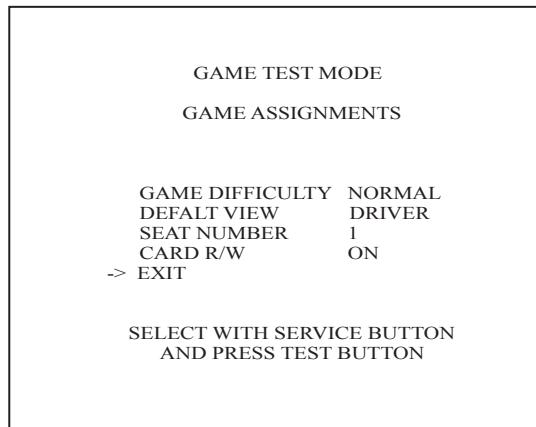 GAME TEST MODE
GAME ASSIGNMENTS
GAME DIFFICULTY NORMAL
DEFALT VIEW DRIVER
SEAT NUMBER 1
CARD R/W ON
-> EXIT
SELECT WITH SERVICE BUTTON
AND PRESS TEST BUTTON